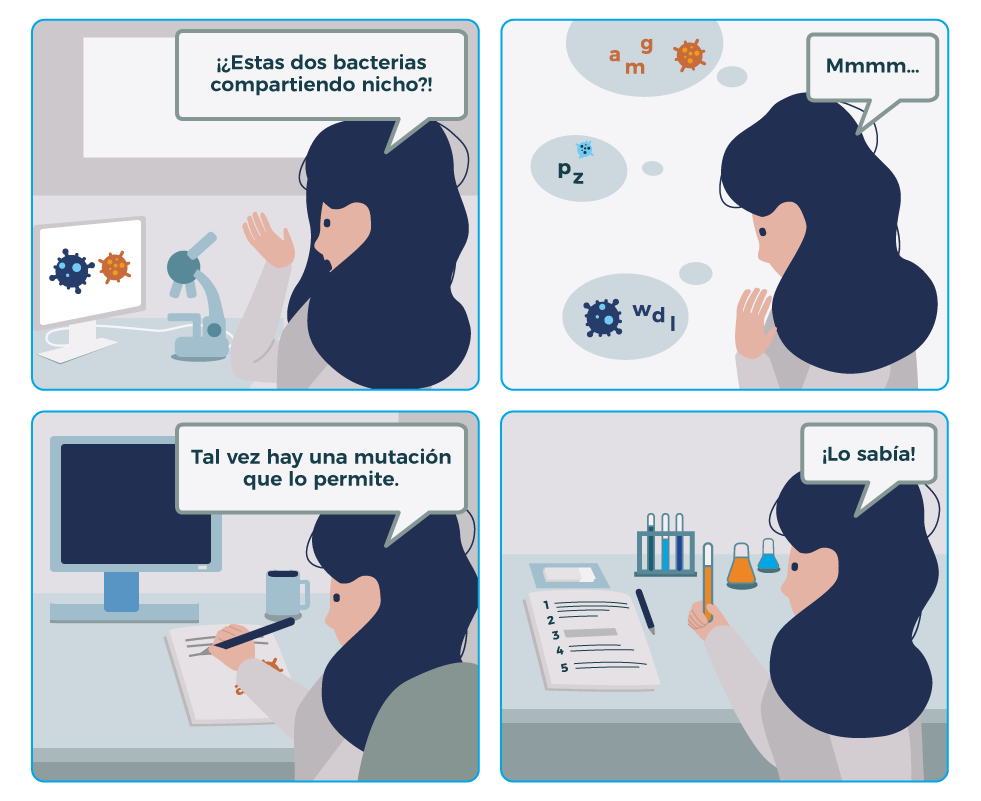 ¡¿Estas dos bacterias
compartiendo nicho?!
Mmmm...
a m g
p z
w d l
Tal vez hay una mutación
que lo permite.
¡Lo sabía!
1
2
3
4
5